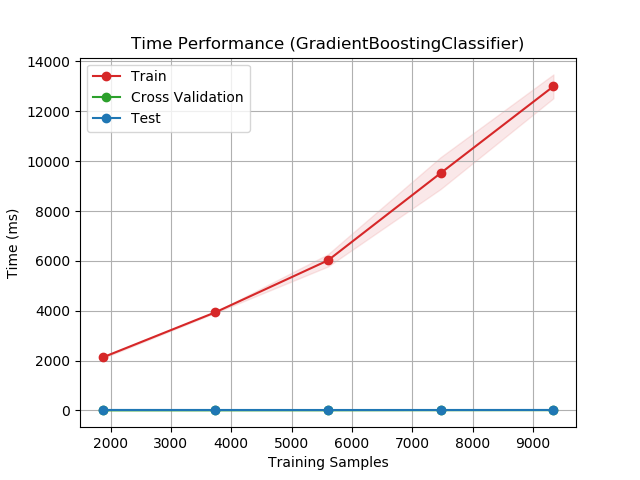 Time Performance (GradientBoostingClassifier)
14000
12000
10000
8000
6000
4000
2000
0
Time (ms)
Train
Cross Validation
Test
2000 3000 4000 5000 6000 7000 8000 9000
Training Samples